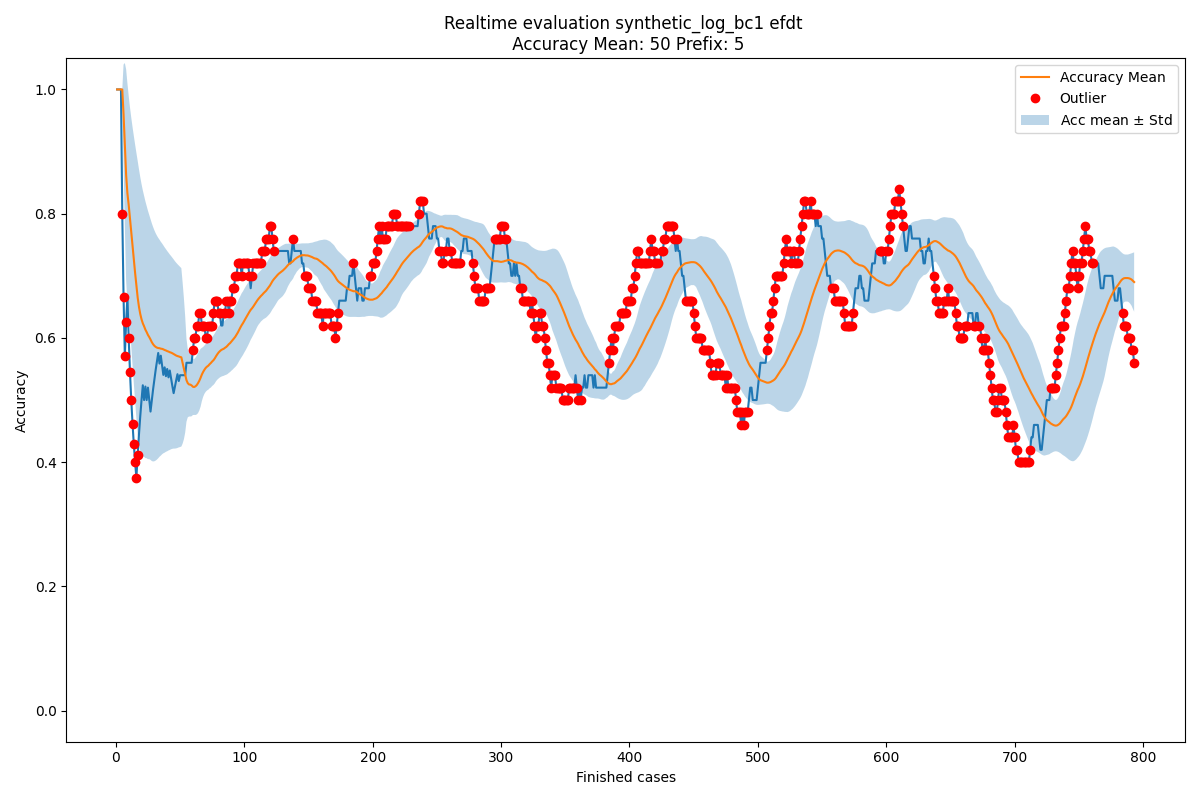 Realtime evaluation synthetic_log_bc1 efdt
Accuracy Mean: 50 Prefix: 5
Accuracy Mean
Outlier
Acc mean ± Std
1.0
0.8
0.6
0.4
0.2
0.0
Accuracy
0 100 200 300 400 500 600 700 800
Finished cases